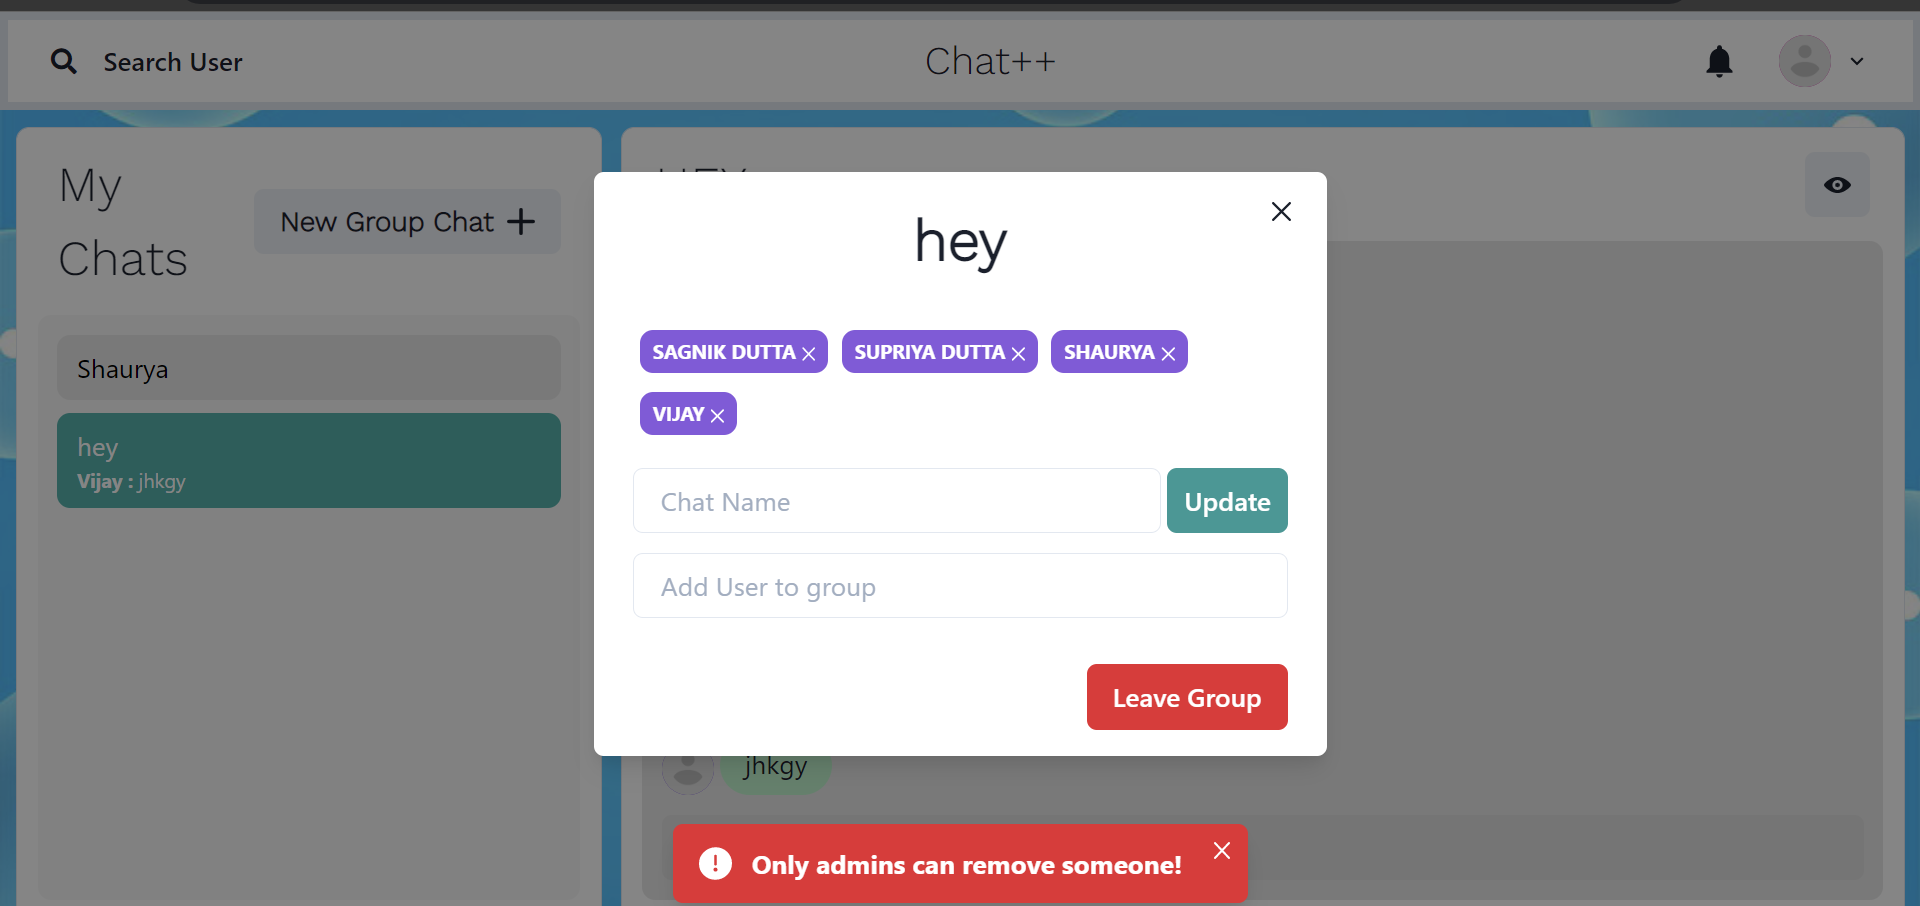 Search User
Chat++
My
Chats
New Group Chat
Shaurya
hey
Vijay : jhkgy
hey
SAGNIK DUTTA
SUPRIYA DUTTA
SHAURYA
VIJAY
Chat Name
Update
Add User to group
Leave Group
jhkgy
Only admins can remove someone!